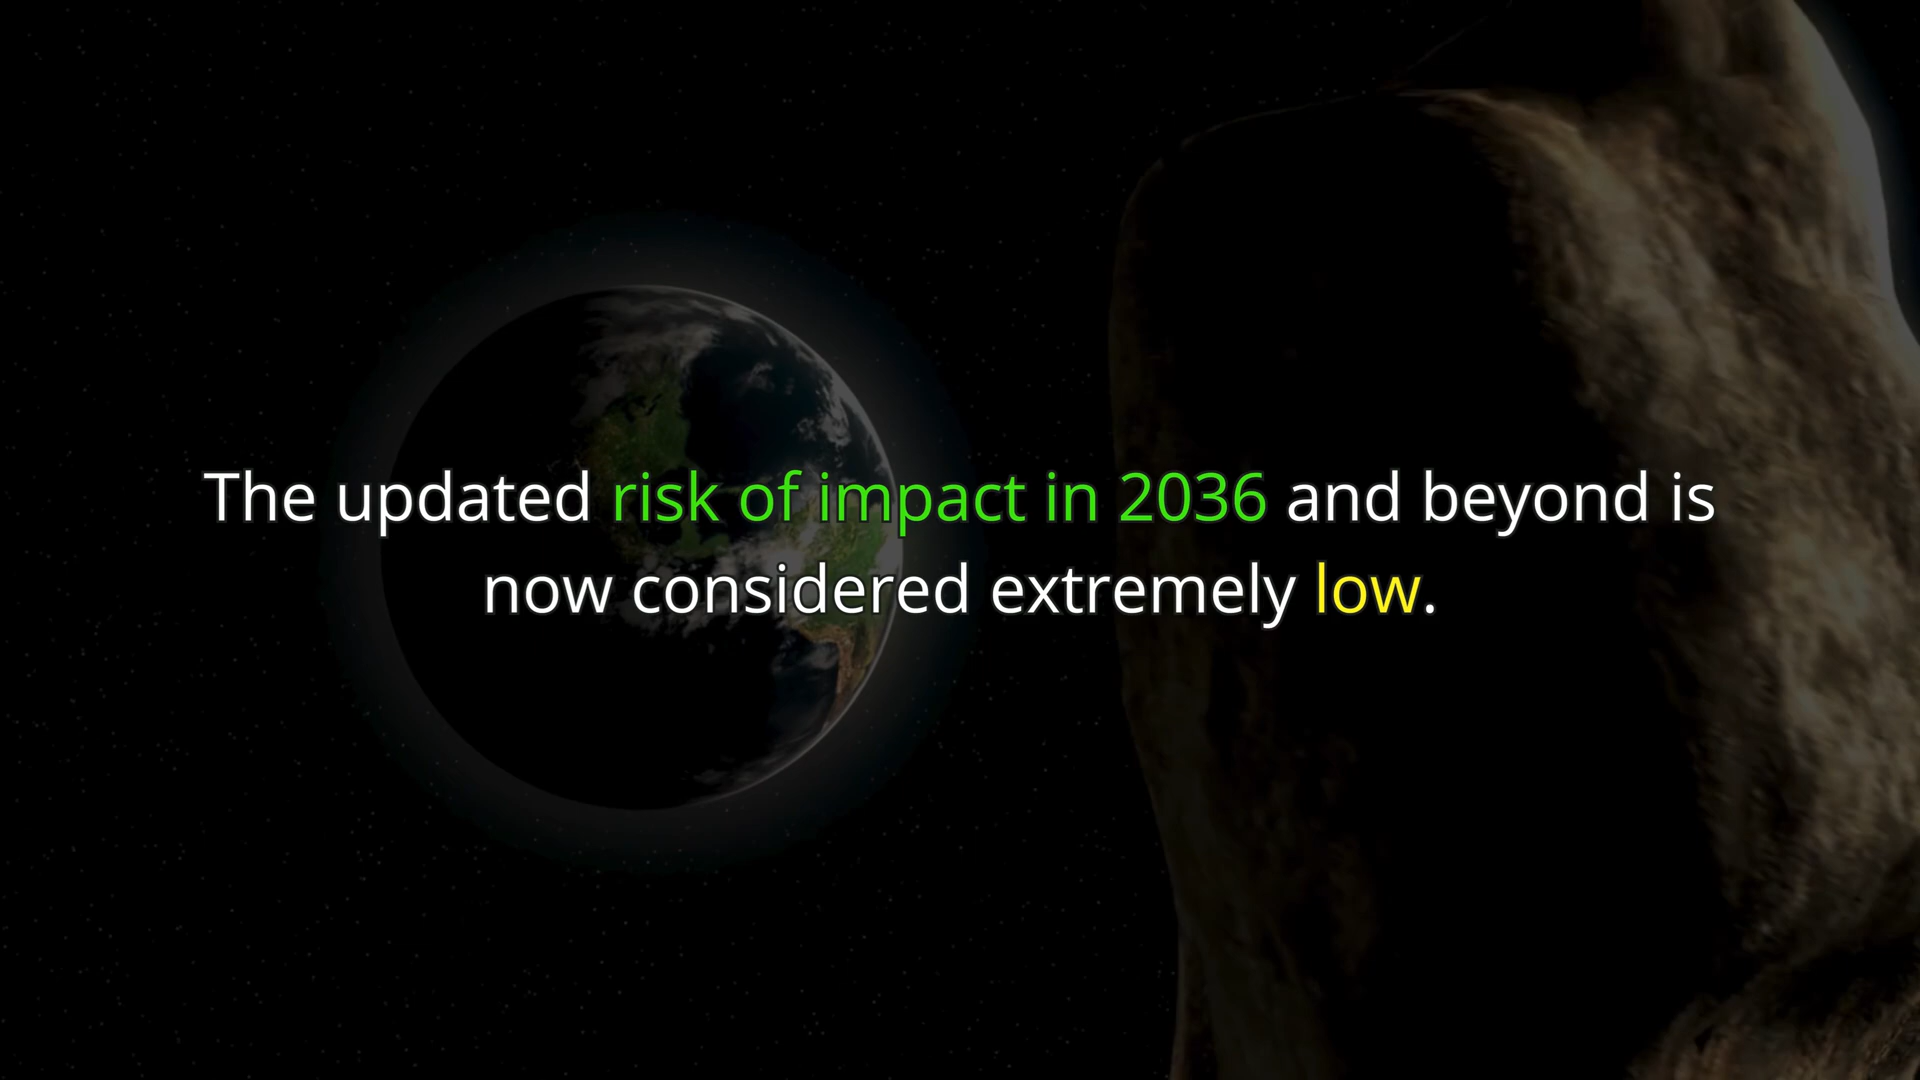 The updated risk of impact in 2036 and beyond is
now considered extremely low.